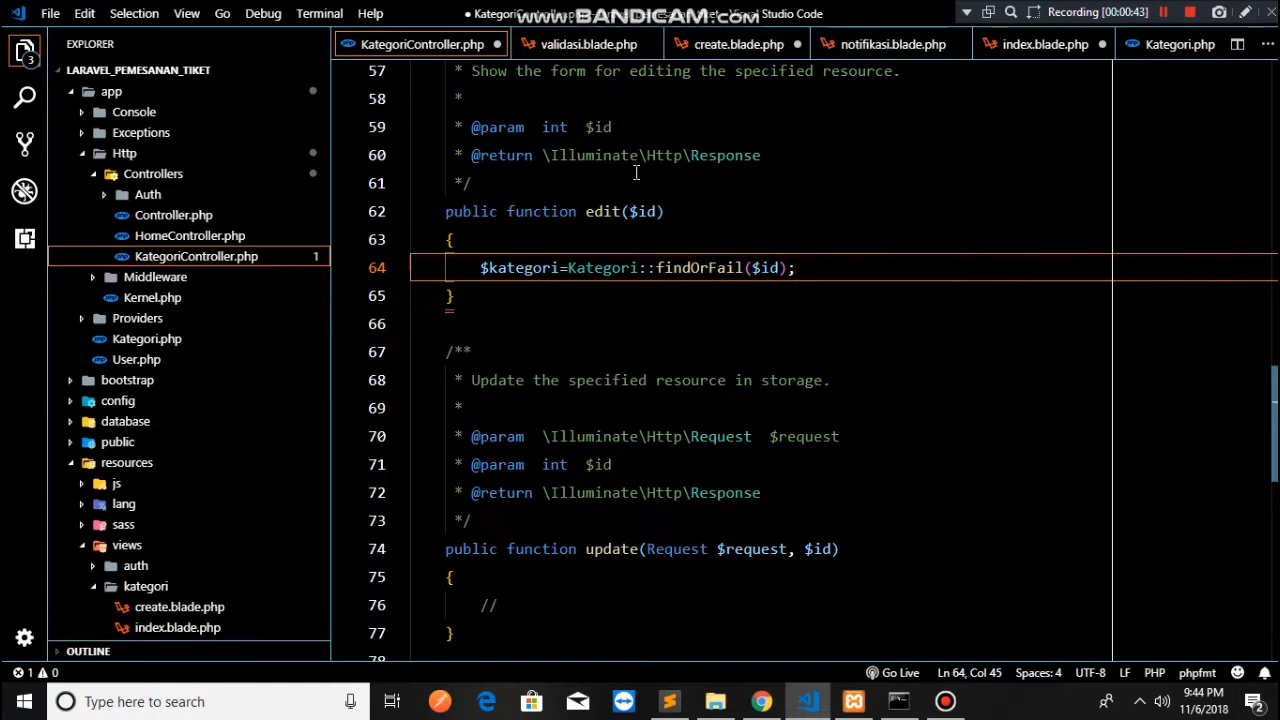 File Edit Selection View Go Debug Terminal Help
● KategoriController.php
Visual Studio Code
www.BANDICAM.com
Recording [00:00:43]
EXPLORER
KategoriController.php
validasi.blade.php
create.blade.php
notifikasi.blade.php
index.blade.php
Kategori.php
3
LARAVEL_PEMESANAN_TIKET
app
Console
Exceptions
Http
Controllers
Auth
Controller.php
HomeController.php
KategoriController.php 1
Middleware
Kernel.php
Providers
Kategori.php
User.php
bootstrap
config
database
public
resources
js
lang
sass
views
auth
kategori
create.blade.php
index.blade.php
OUTLINE
57 * Show the form for editing the specified resource.
58 *
59 * @param  int  $id
60 * @return \Illuminate\Http\Response
61 */
62 public function edit($id)
63 {
64 $kategori=Kategori::findOrFail($id);
65 }
66
67 /**
68 * Update the specified resource in storage.
69 *
70 * @param  \Illuminate\Http\Request  $request
71 * @param  int  $id
72 * @return \Illuminate\Http\Response
73 */
74 public function update(Request $request, $id)
75 {
76 //
77 }
1 0
Go Live Ln 64, Col 45 Spaces: 4 UTF-8 LF PHP phpfmt
Type here to search
9:44 PM
11/6/2018
2